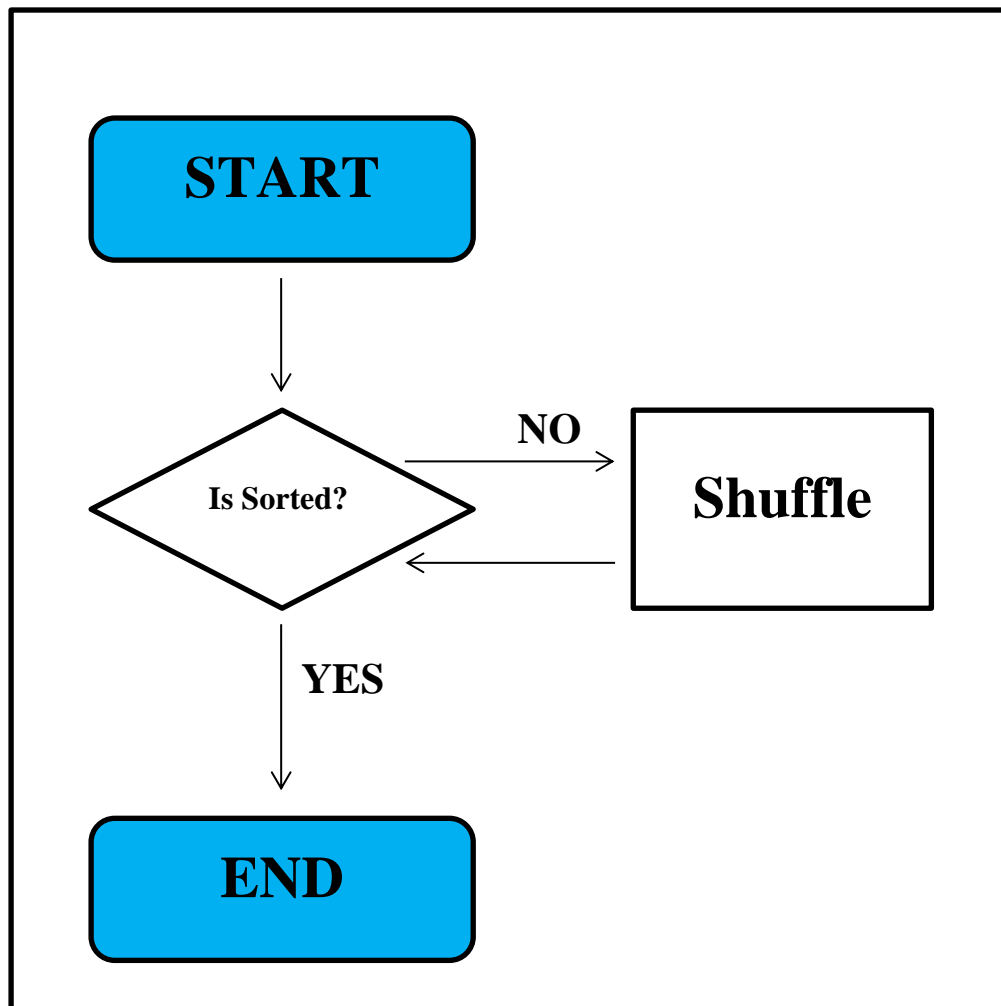 START
NO
Is Sorted?
Shuffle
YES
END